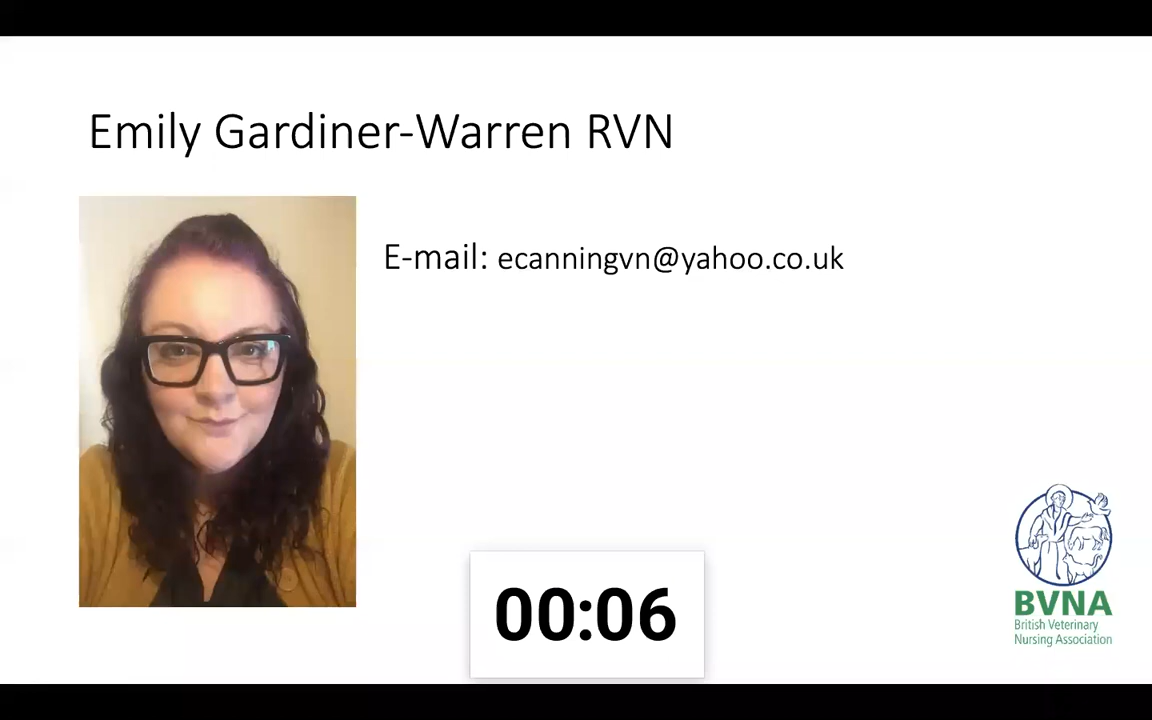 Emily Gardiner-Warren RVN
E-mail: ecanningvn@yahoo.co.uk
00:06
BVNA
British Veterinary
Nursing Association